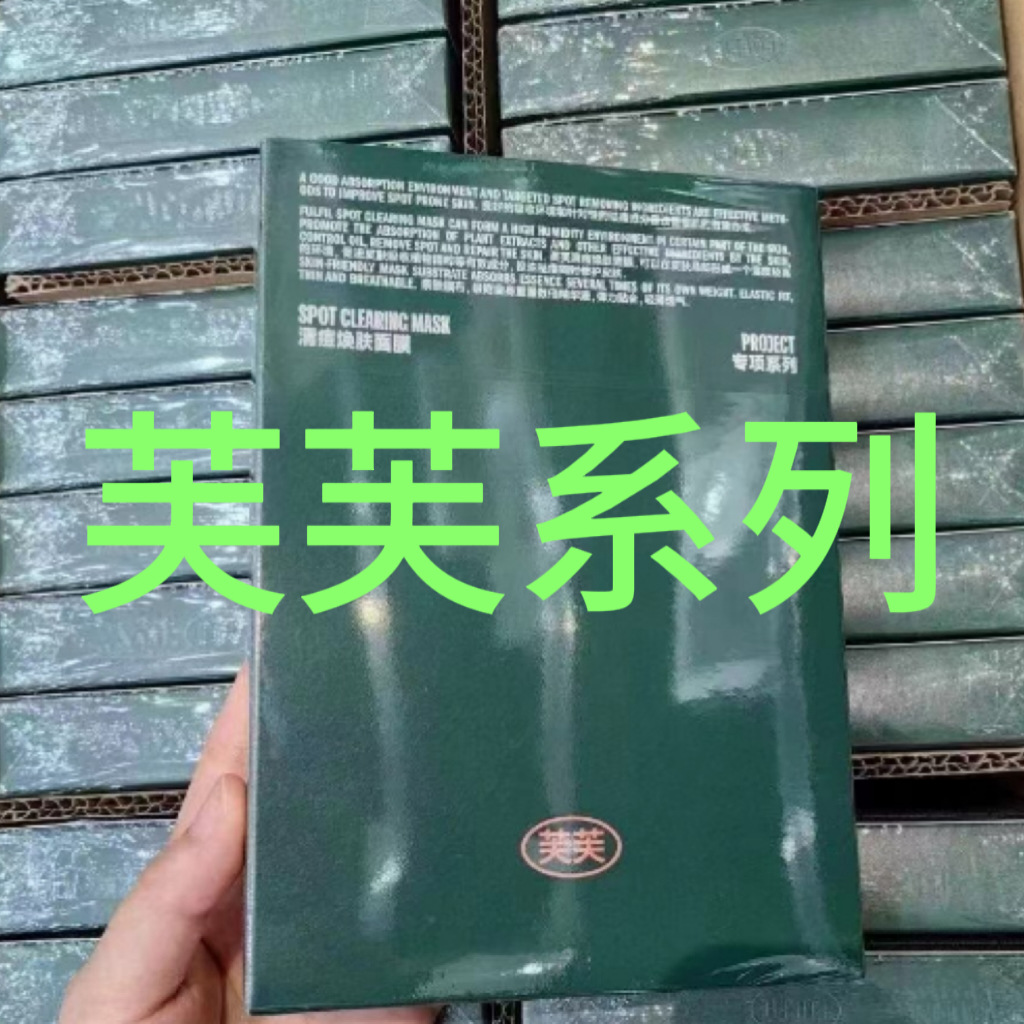 A GOOD ABSORPTION ENVIRONMENT AND TARGETED SPOT REMOVING INGREDIENTS ARE EFFECTIVE METH-
ODS TO IMPROVE SPOT PRONE SKIN.
FULFIL SPOT CLEARING MASK CAN FORM A HIGH HUMIDITY ENVIRONMENT CERTAIN PART OF THE SKIN,
PROMOTE THE ABSORPTION OF PLANT EXTRACTS AND OTHER EFFECTIVE INGREDIENTS BY THE SKIN,
CONTROL OIL, REMOVE SPOT AND REPAIR THE SKIN.
SKIN-FRIENDLY MASK SUBSTRATE ABSORBS ESSENCE SEVERAL TIMES OF ITS OWN WEIGHT, ELASTIC FIT,
THIN AND BREATHABLE.
SPOT CLEARING MASK
清痘焕肤面膜
PROJECT
专项系列
芙芙系列
芙芙